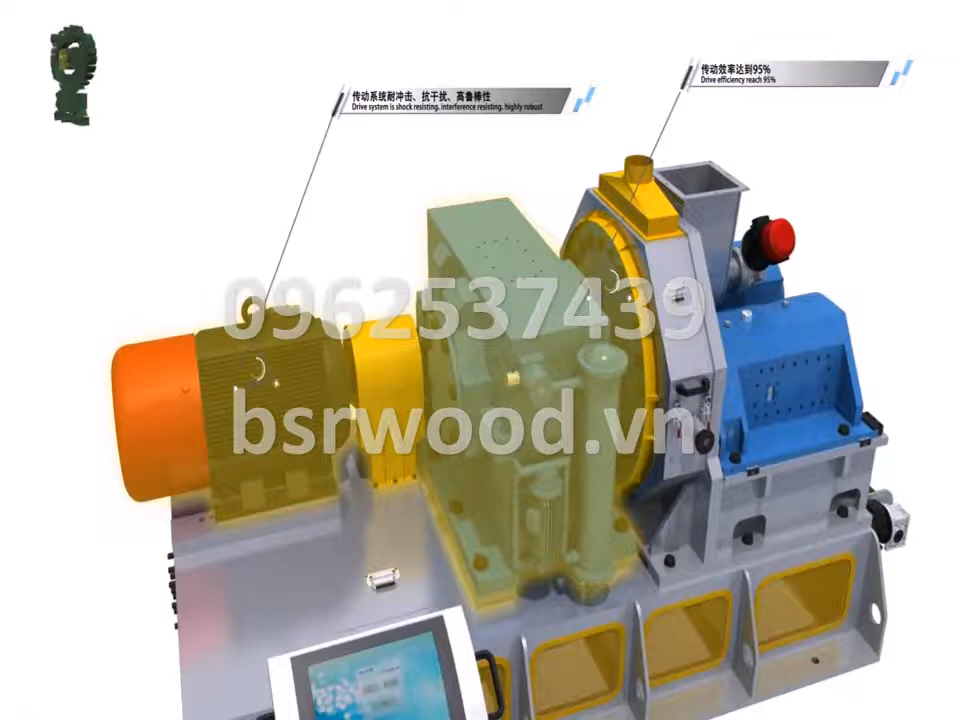 传动系统耐冲击、抗干扰、高鲁棒性
Drive system is shock resisting. interference resisting. highly robust
传动效率达到95%
Drive efficiency reach 95%
0962537439
bsrwood.vn